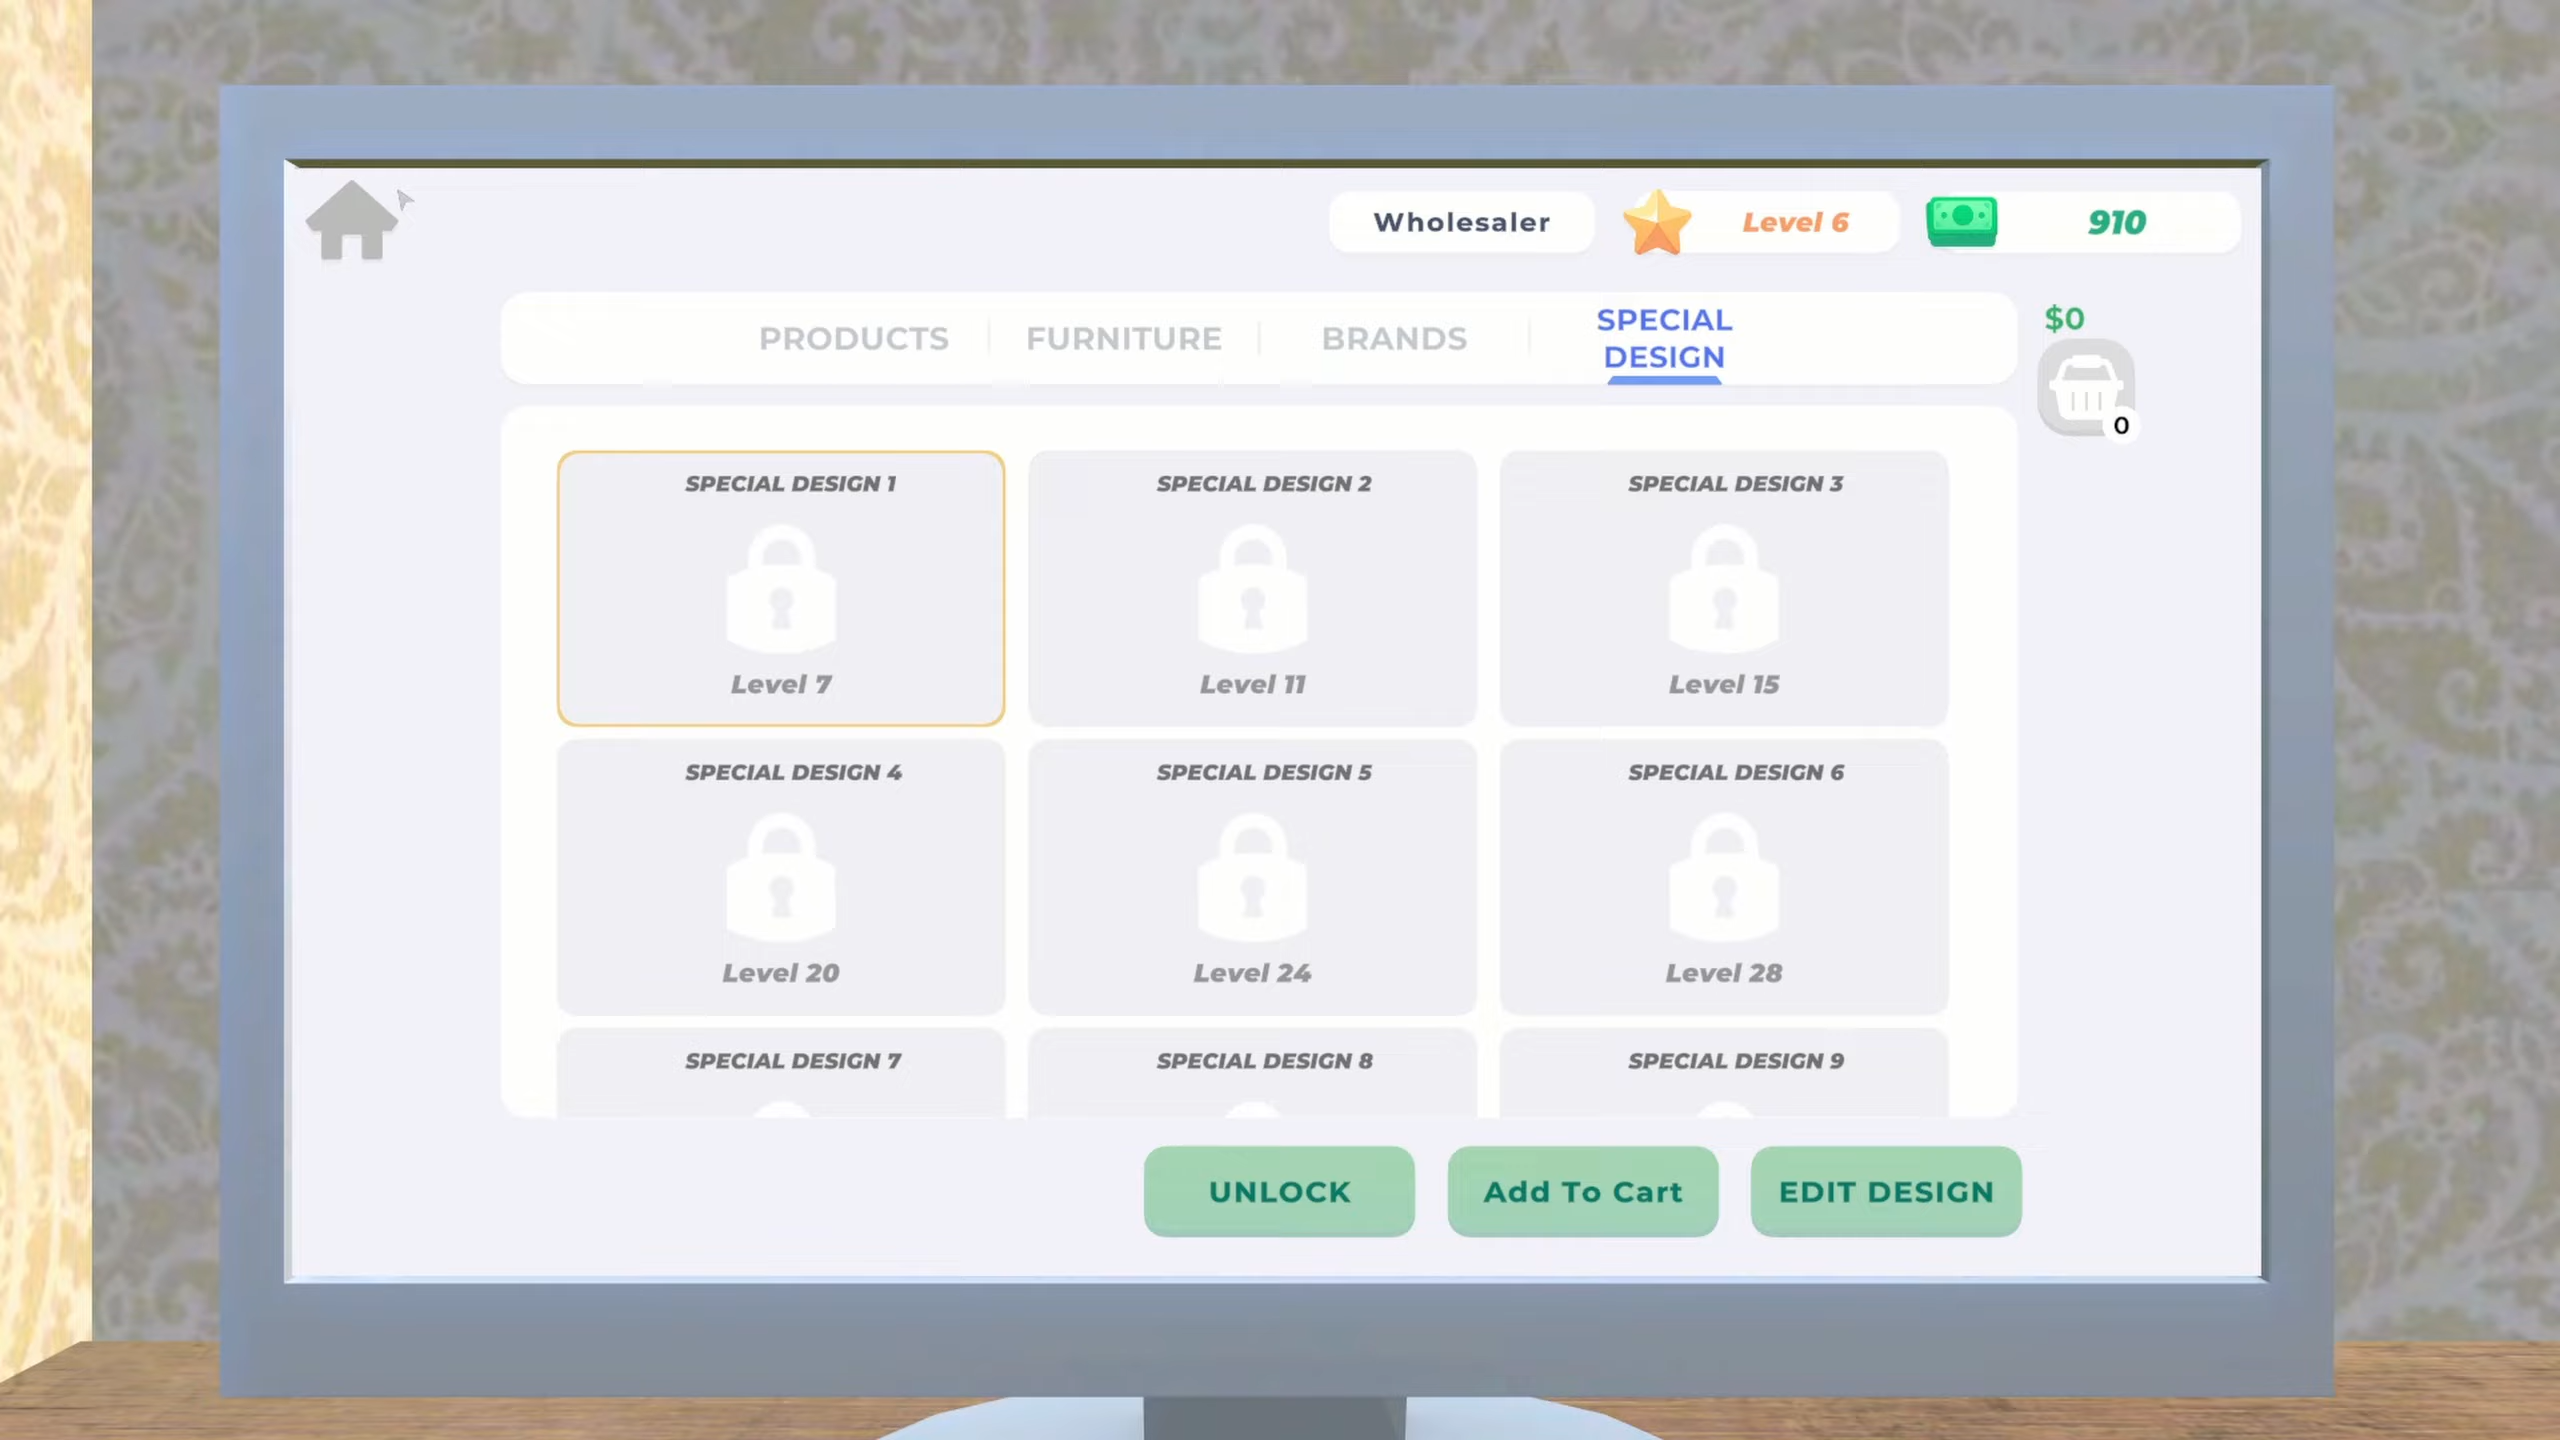 Wholesaler
Level 6
910
PRODUCTS
FURNITURE
BRANDS
SPECIAL
DESIGN
$0
0
SPECIAL DESIGN 1
Level 7
SPECIAL DESIGN 2
Level 11
SPECIAL DESIGN 3
Level 15
SPECIAL DESIGN 4
Level 20
SPECIAL DESIGN 5
Level 24
SPECIAL DESIGN 6
Level 28
SPECIAL DESIGN 7
SPECIAL DESIGN 8
SPECIAL DESIGN 9
UNLOCK
Add To Cart
EDIT DESIGN